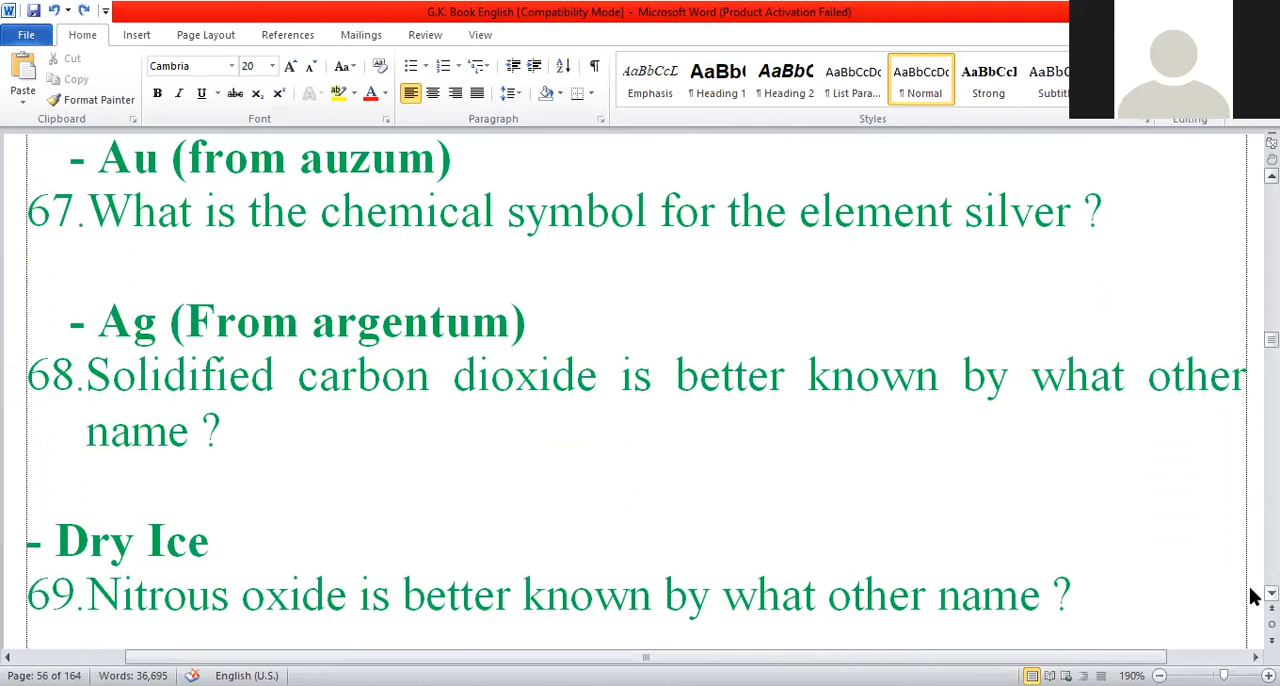 G.K. Book English [Compatibility Mode] - Microsoft Word (Product Activation Failed)
File Home Insert Page Layout References Mailings Review View
Cut
Copy
Format Painter
Paste
Clipboard
Cambria 20
Font
Paragraph
AaBbCcL AaBb( AaBbC AaBbCcDc AaBbCcDc AaBbCcl AaBbC
Emphasis ¶ Heading 1 ¶ Heading 2 ¶ List Para... ¶ Normal Strong Subtit
Styles
Editing
- Au (from auzum)
67.What is the chemical symbol for the element silver ?
- Ag (From argentum)
68.Solidified carbon dioxide is better known by what other
name ?
- Dry Ice
69.Nitrous oxide is better known by what other name ?
Page: 56 of 164 Words: 36,695 English (U.S.) 190%